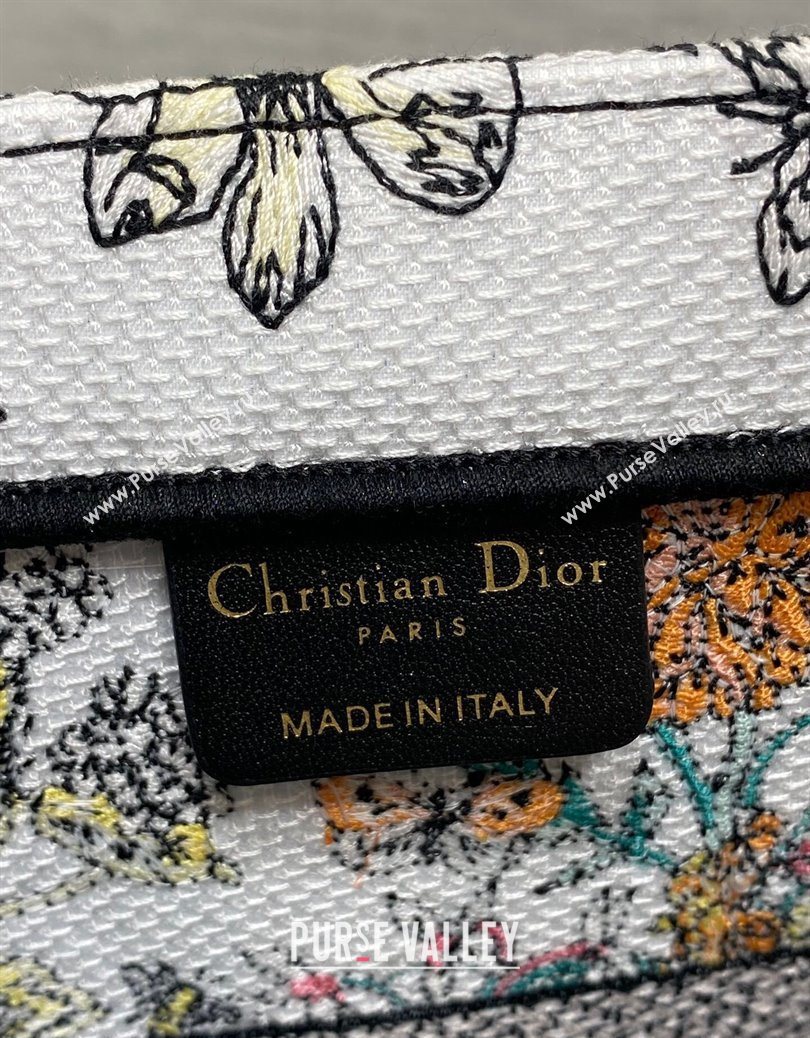 www.PurseValley.ru
www.PurseValley.ru
Christian Dior
PARIS
MADE IN ITALY
PURSE VALLEY